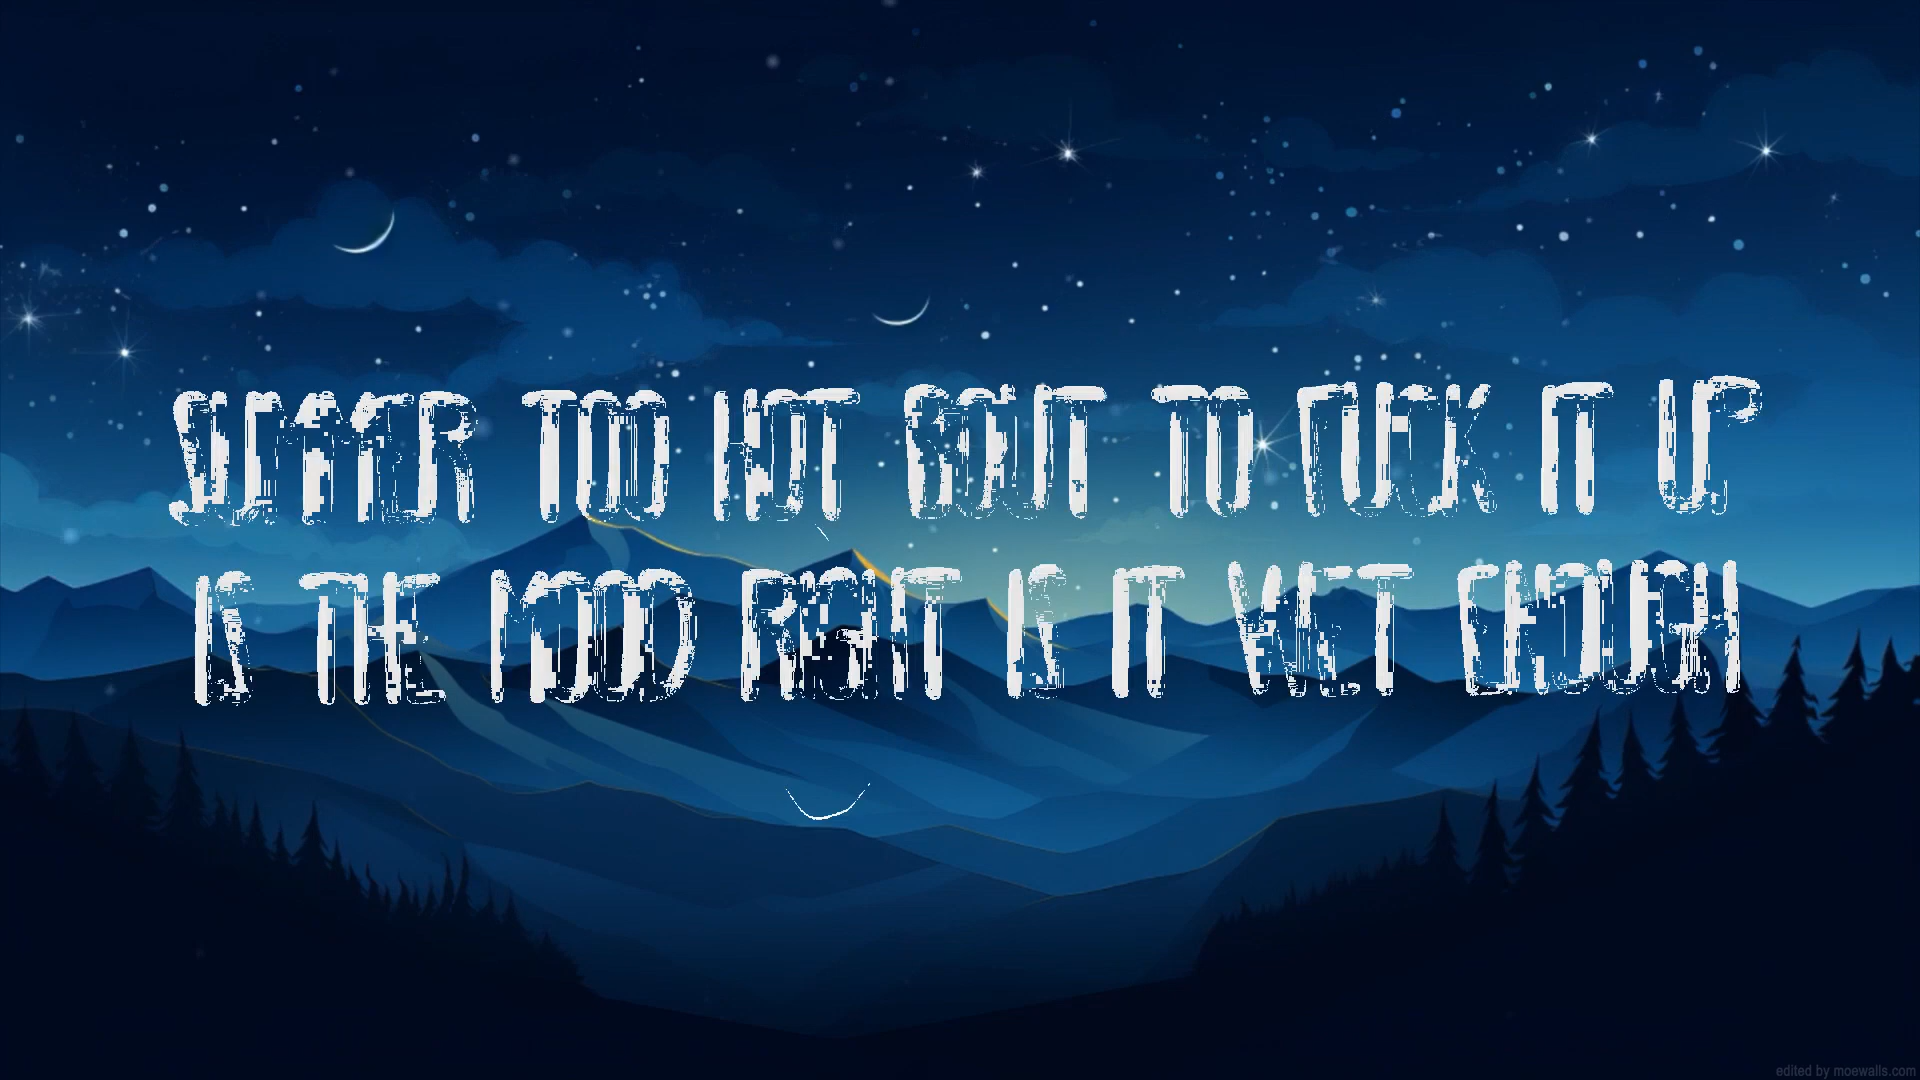 SUMMER TOO HOT BOUT TO FUCK IT UP
IS THE MOOD RIGHT IS IT WET ENOUGH
edited by moewalls.com